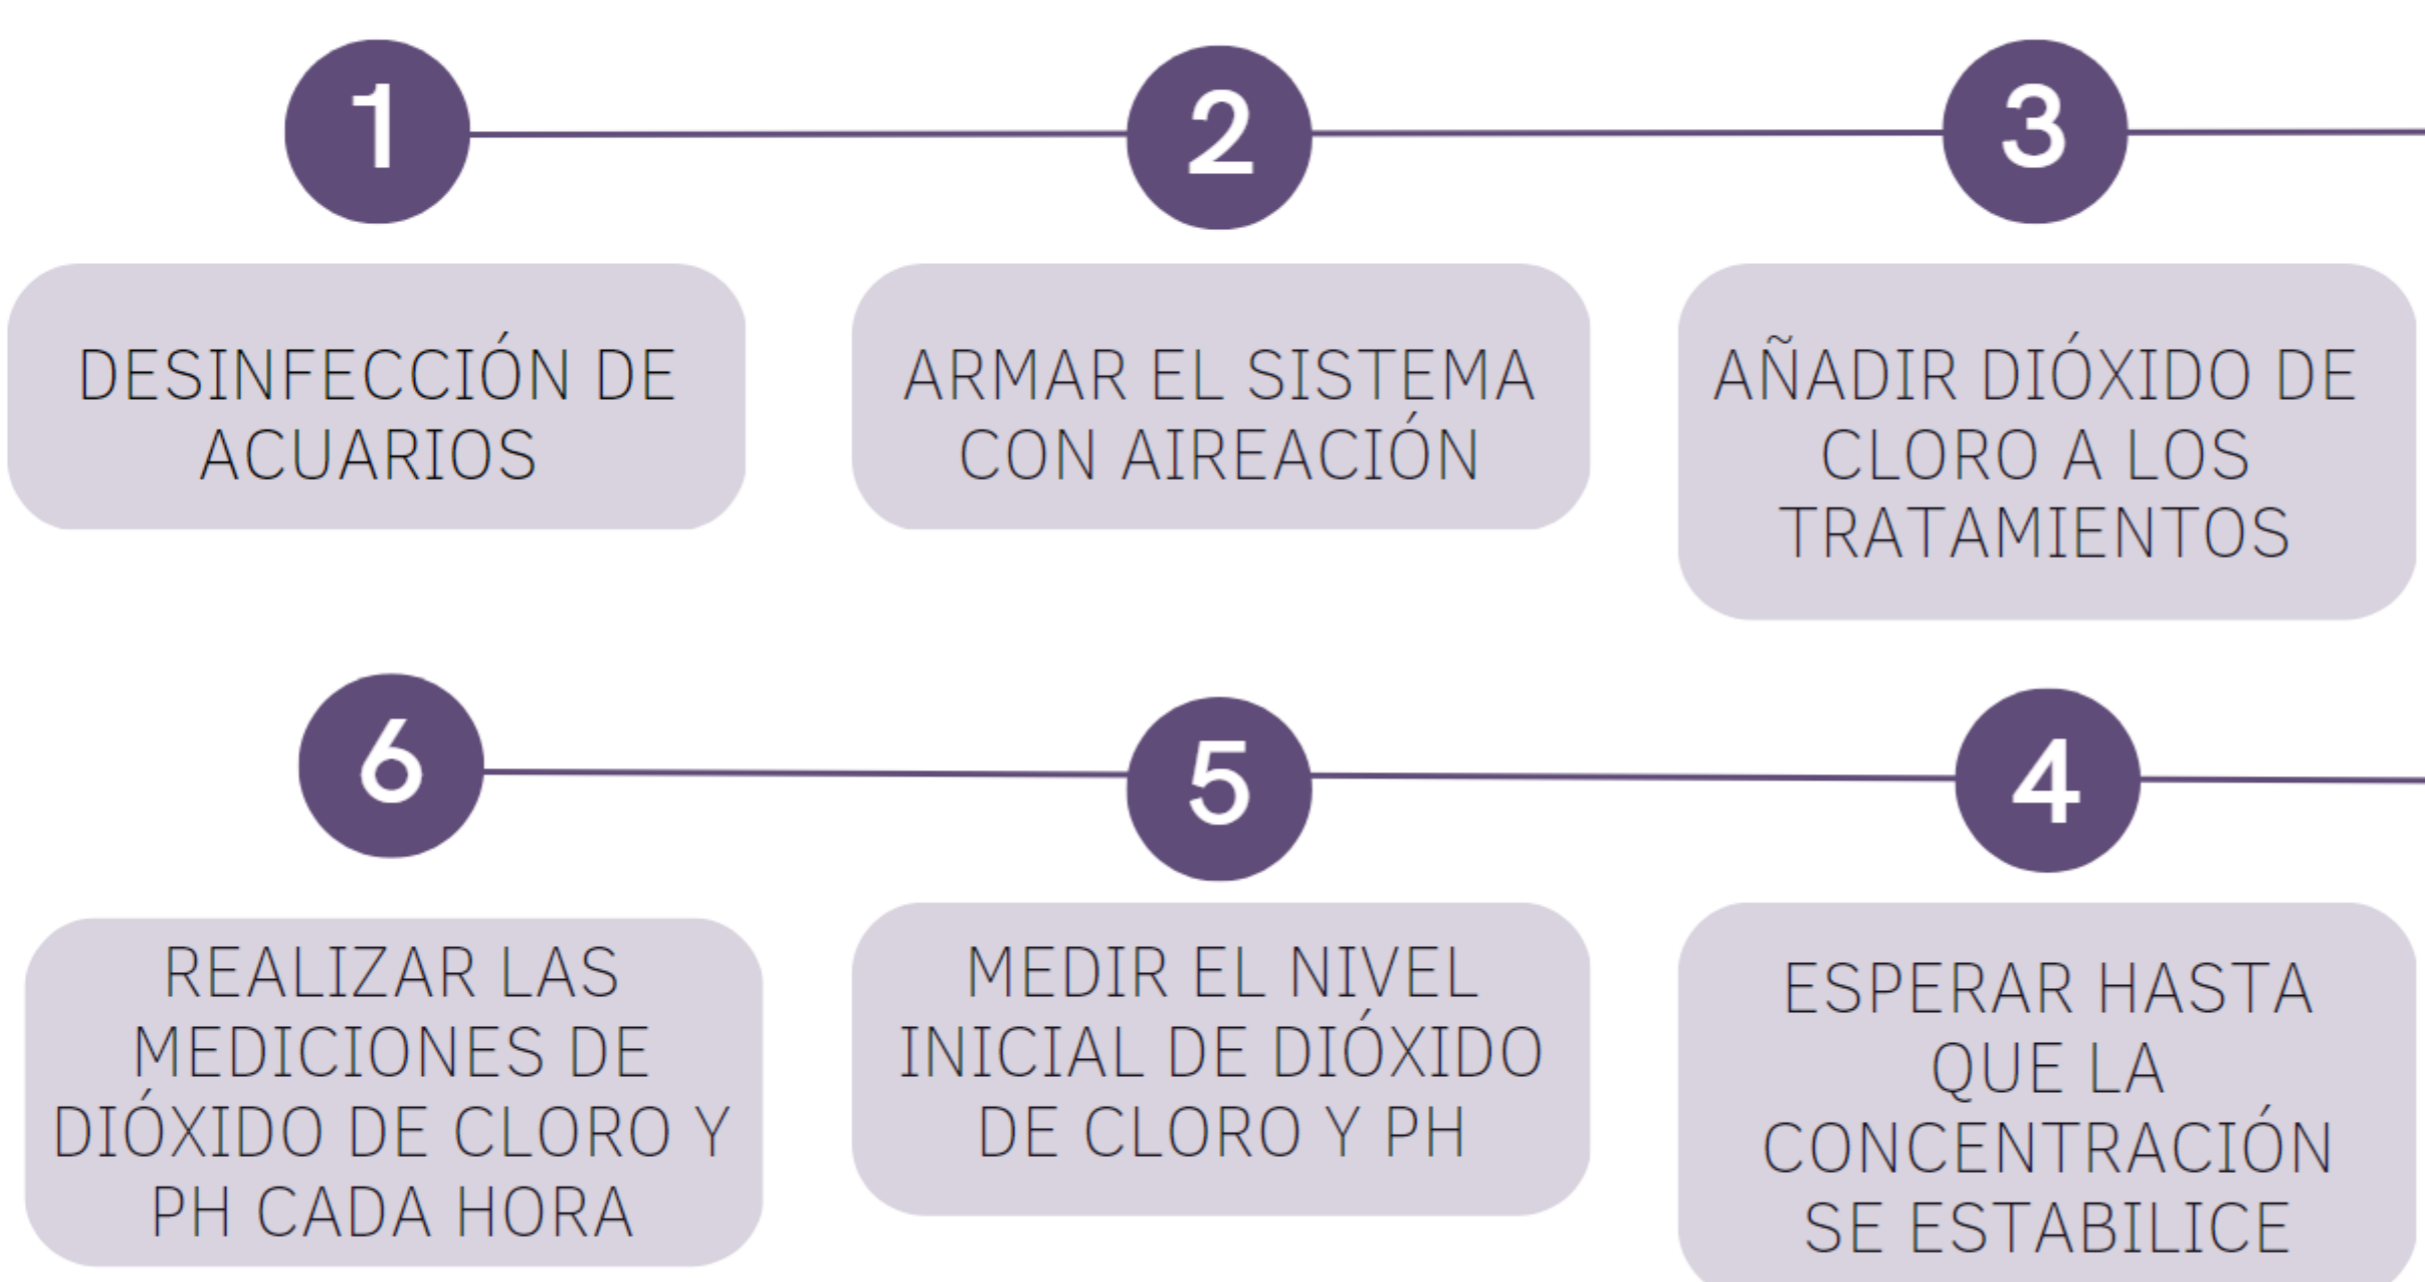 1
DESINFECCIÓN DE
ACUARIOS
2
ARMAR EL SISTEMA
CON AIREACIÓN
3
AÑADIR DIÓXIDO DE
CLORO A LOS
TRATAMIENTOS
4
ESPERAR HASTA
QUE LA
CONCENTRACIÓN
SE ESTABILICE
5
MEDIR EL NIVEL
INICIAL DE DIÓXIDO
DE CLORO Y PH
6
REALIZAR LAS
MEDICIONES DE
DIÓXIDO DE CLORO Y
PH CADA HORA